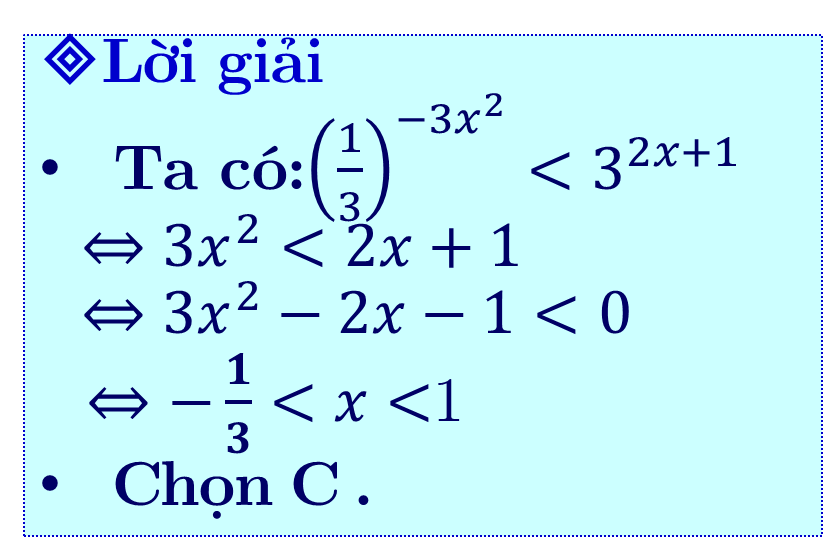 Lời giải
• Ta có: (1/3)^(−3x²) < 3^(2x+1)
⇔ 3x² < 2x + 1
⇔ 3x² − 2x − 1 < 0
⇔ −1/3 < x <1
• Chọn C .